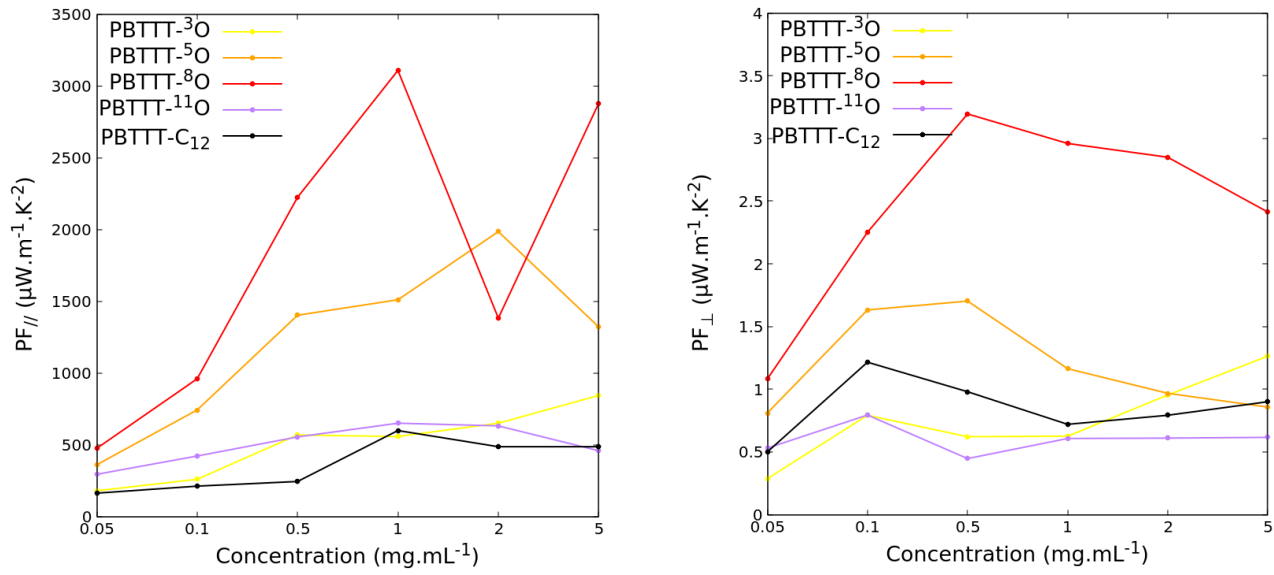 3500
3000
2500
2000
1500
1000
500
0
PF// (μW.m⁻¹.K⁻²)
PBTTT-³O
PBTTT-⁵O
PBTTT-⁸O
PBTTT-¹¹O
PBTTT-C₁₂
0.05 0.1 0.5 1 2 5
Concentration (mg.mL⁻¹)
4
3.5
3
2.5
2
1.5
1
0.5
0
PF⊥ (μW.m⁻¹.K⁻²)
PBTTT-³O
PBTTT-⁵O
PBTTT-⁸O
PBTTT-¹¹O
PBTTT-C₁₂
0.05 0.1 0.5 1 2 5
Concentration (mg.mL⁻¹)